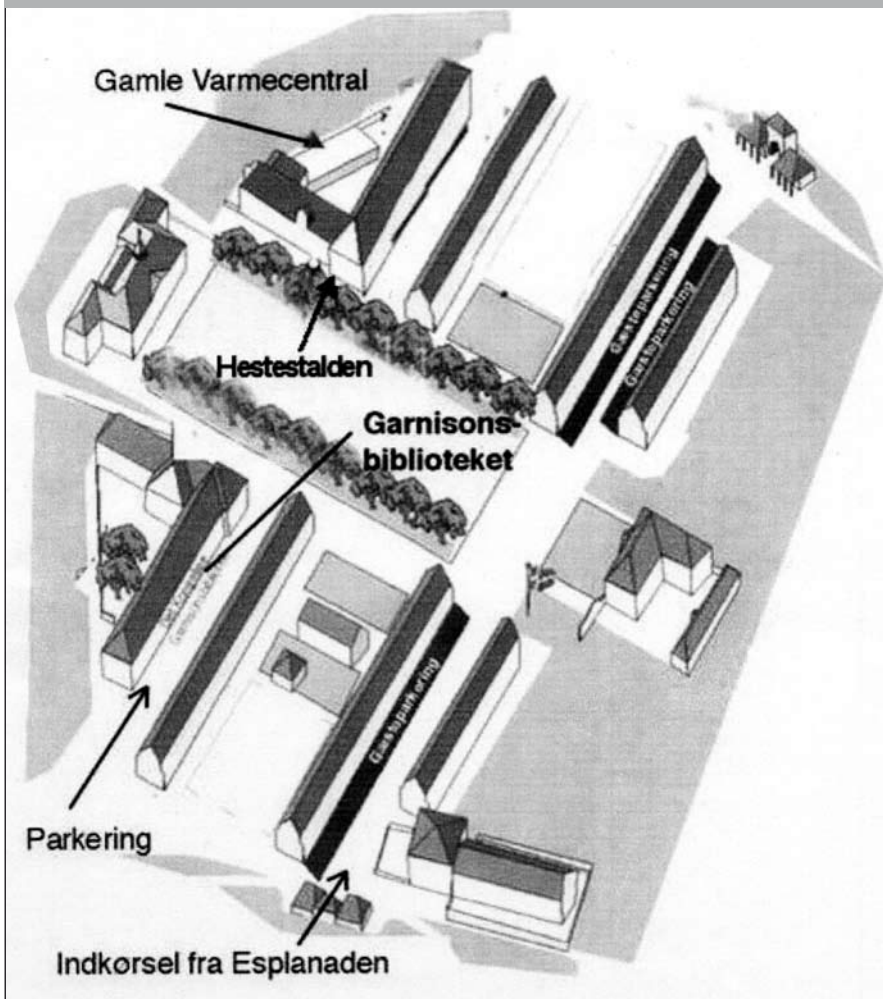 Gamle Varmecentral
Gæsteparkering
Gæsteparkering
Hestestalden
Garnisons-
biblioteket
Gæsteparkering
Parkering
Indkørsel fra Esplanaden